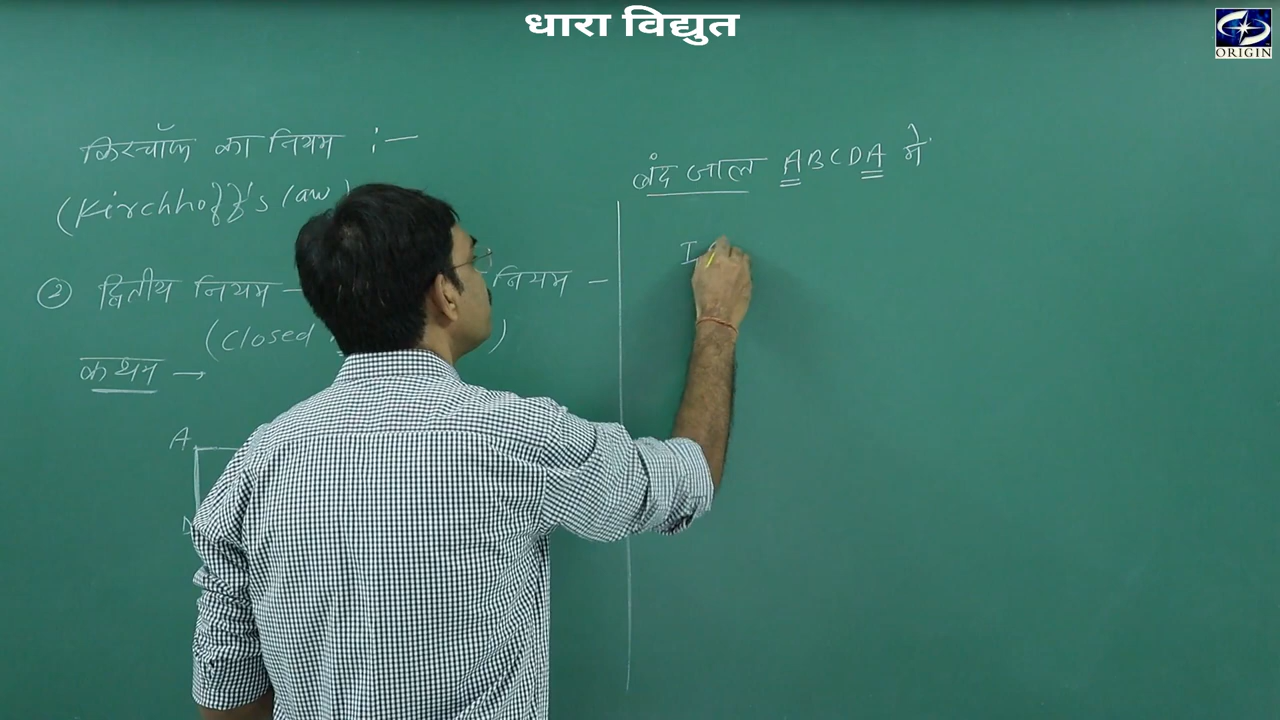 धारा विद्युत
ORIGIN
किरचॉफ का नियम :-
(Kirchhoff's law)
② द्वितीय नियम - नियम -
(closed )
कथन →
A
D
बंद जाल ABCDA में
I